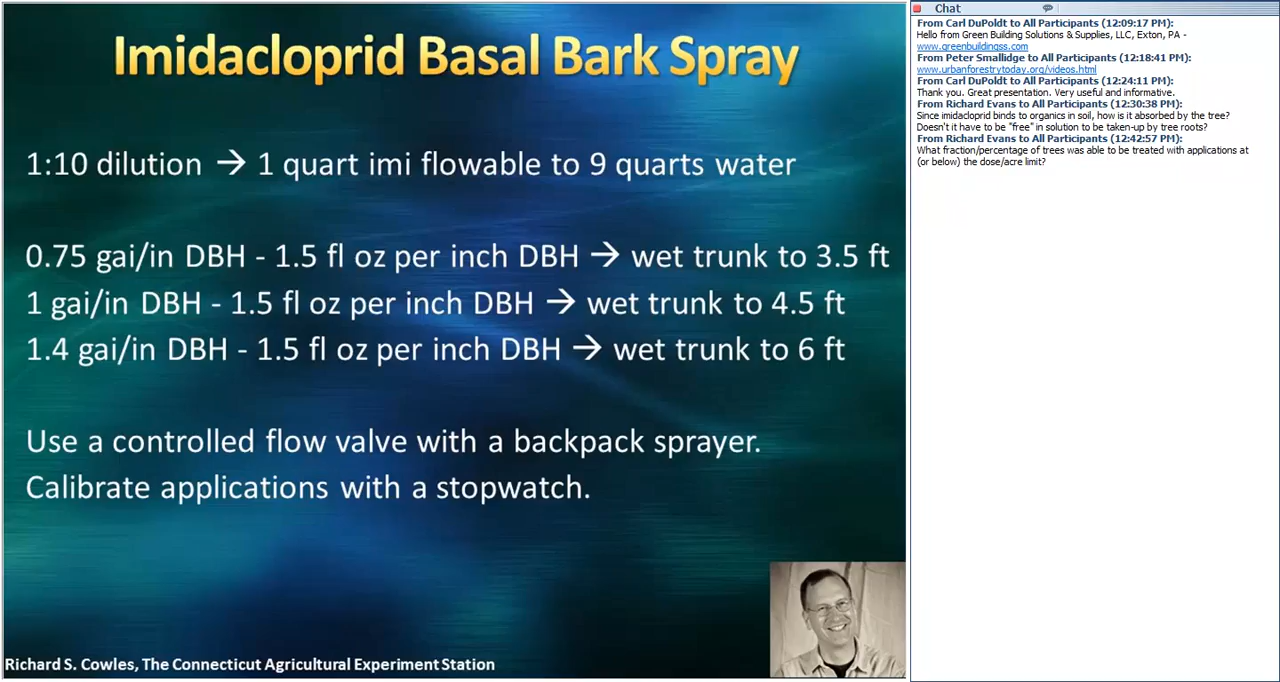 Imidacloprid Basal Bark Spray
1:10 dilution → 1 quart imi flowable to 9 quarts water
0.75 gai/in DBH - 1.5 fl oz per inch DBH → wet trunk to 3.5 ft
1 gai/in DBH - 1.5 fl oz per inch DBH → wet trunk to 4.5 ft
1.4 gai/in DBH - 1.5 fl oz per inch DBH → wet trunk to 6 ft
Use a controlled flow valve with a backpack sprayer.
Calibrate applications with a stopwatch.
Richard S. Cowles, The Connecticut Agricultural Experiment Station
Chat
From Carl DuPoldt to All Participants (12:09:17 PM):
Hello from Green Building Solutions & Supplies, LLC, Exton, PA -
www.greenbuildingss.com
From Peter Smallidge to All Participants (12:18:41 PM):
www.urbanforestrytoday.org/videos.html
From Carl DuPoldt to All Participants (12:24:11 PM):
Thank you. Great presentation. Very useful and informative.
From Richard Evans to All Participants (12:30:38 PM):
Since imidacloprid binds to organics in soil, how is it absorbed by the tree?
Doesn't it have to be "free" in solution to be taken-up by tree roots?
From Richard Evans to All Participants (12:42:57 PM):
What fraction/percentage of trees was able to be treated with applications at
(or below) the dose/acre limit?